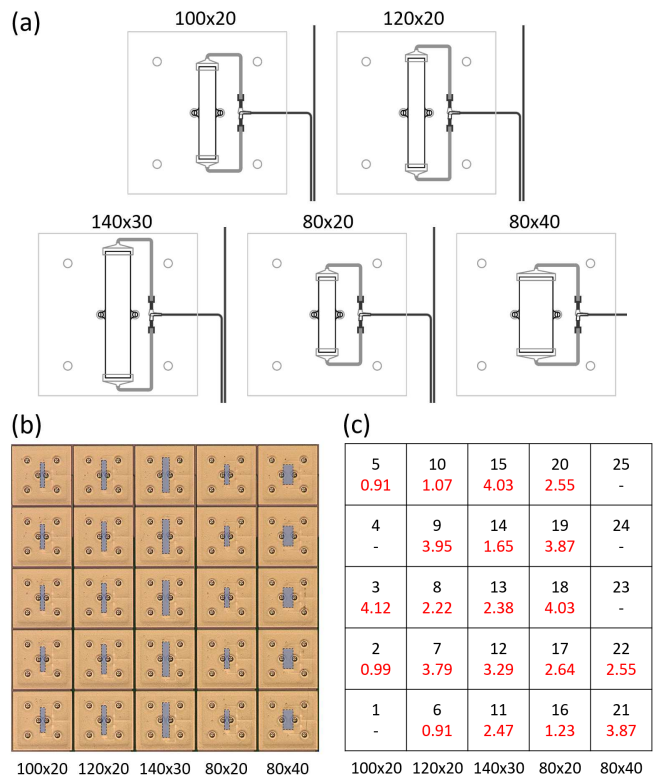 (a)
100x20 120x20
140x30 80x20 80x40
(b) (c)
5 10 15 20 25
0.91 1.07 4.03 2.55 -
4 9 14 19 24
- 3.95 1.65 3.87 -
3 8 13 18 23
4.12 2.22 2.38 4.03 -
2 7 12 17 22
0.99 3.79 3.29 2.64 2.55
1 6 11 16 21
- 0.91 2.47 1.23 3.87
100x20 120x20 140x30 80x20 80x40 100x20 120x20 140x30 80x20 80x40